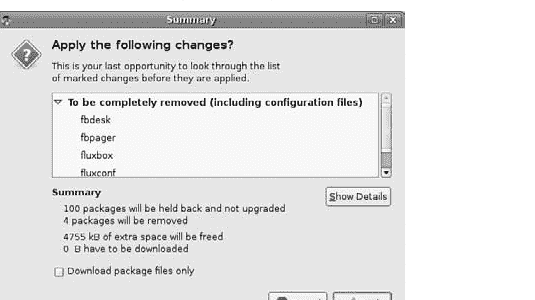 Summary
Apply the following changes?
This is your last opportunity to look through the list
of marked changes before they are applied.
To be completely removed (including configuration files)
fbdesk
fbpager
fluxbox
fluxconf
Summary
Show Details
100 packages will be held back and not upgraded
4 packages will be removed
4755 kB of extra space will be freed
0 B have to be downloaded
Download package files only